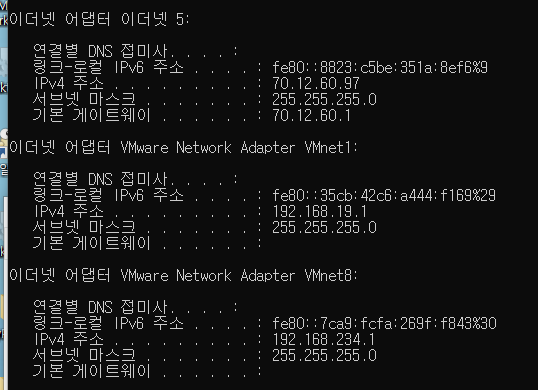 이더넷 어댑터 이더넷 5:
연결별 DNS 접미사. . . . :
링크-로컬 IPv6 주소 . . . . : fe80::8823:c5be:351a:8ef6%9
IPv4 주소 . . . . . . . . . : 70.12.60.97
서브넷 마스크 . . . . . . . : 255.255.255.0
기본 게이트웨이 . . . . . . : 70.12.60.1
이더넷 어댑터 VMware Network Adapter VMnet1:
연결별 DNS 접미사. . . . :
링크-로컬 IPv6 주소 . . . . : fe80::35cb:42c6:a444:f169%29
IPv4 주소 . . . . . . . . . : 192.168.19.1
서브넷 마스크 . . . . . . . : 255.255.255.0
기본 게이트웨이 . . . . . . :
이더넷 어댑터 VMware Network Adapter VMnet8:
연결별 DNS 접미사. . . . :
링크-로컬 IPv6 주소 . . . . : fe80::7ca9:fcfa:269f:f843%30
IPv4 주소 . . . . . . . . . : 192.168.234.1
서브넷 마스크 . . . . . . . : 255.255.255.0
기본 게이트웨이 . . . . . . :